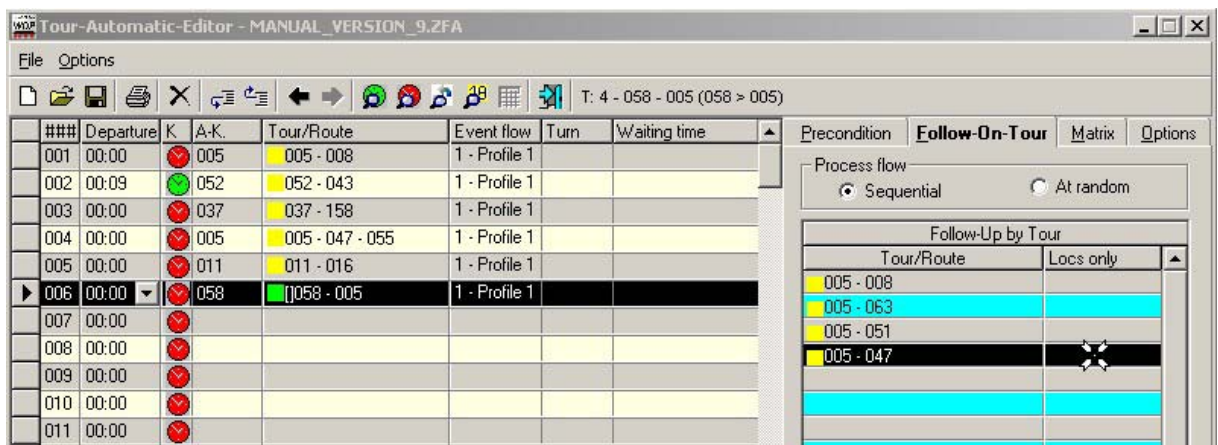 Tour-Automatic-Editor - MANUAL_VERSION_9.ZFA
File Options
T: 4 - 058 - 005 (058 > 005)
### Departure K A-K. Tour/Route Event flow Turn Waiting time
001 00:00 005 005 - 008 1 - Profile 1
002 00:09 052 052 - 043 1 - Profile 1
003 00:00 037 037 - 158 1 - Profile 1
004 00:00 005 005 - 047 - 055 1 - Profile 1
005 00:00 011 011 - 016 1 - Profile 1
006 00:00 058 []058 - 005 1 - Profile 1
007 00:00
008 00:00
009 00:00
010 00:00
011 00:00
Precondition Follow-On-Tour Matrix Options
Process flow
Sequential At random
Follow-Up by Tour
Tour/Route Locs only
005 - 008
005 - 063
005 - 051
005 - 047